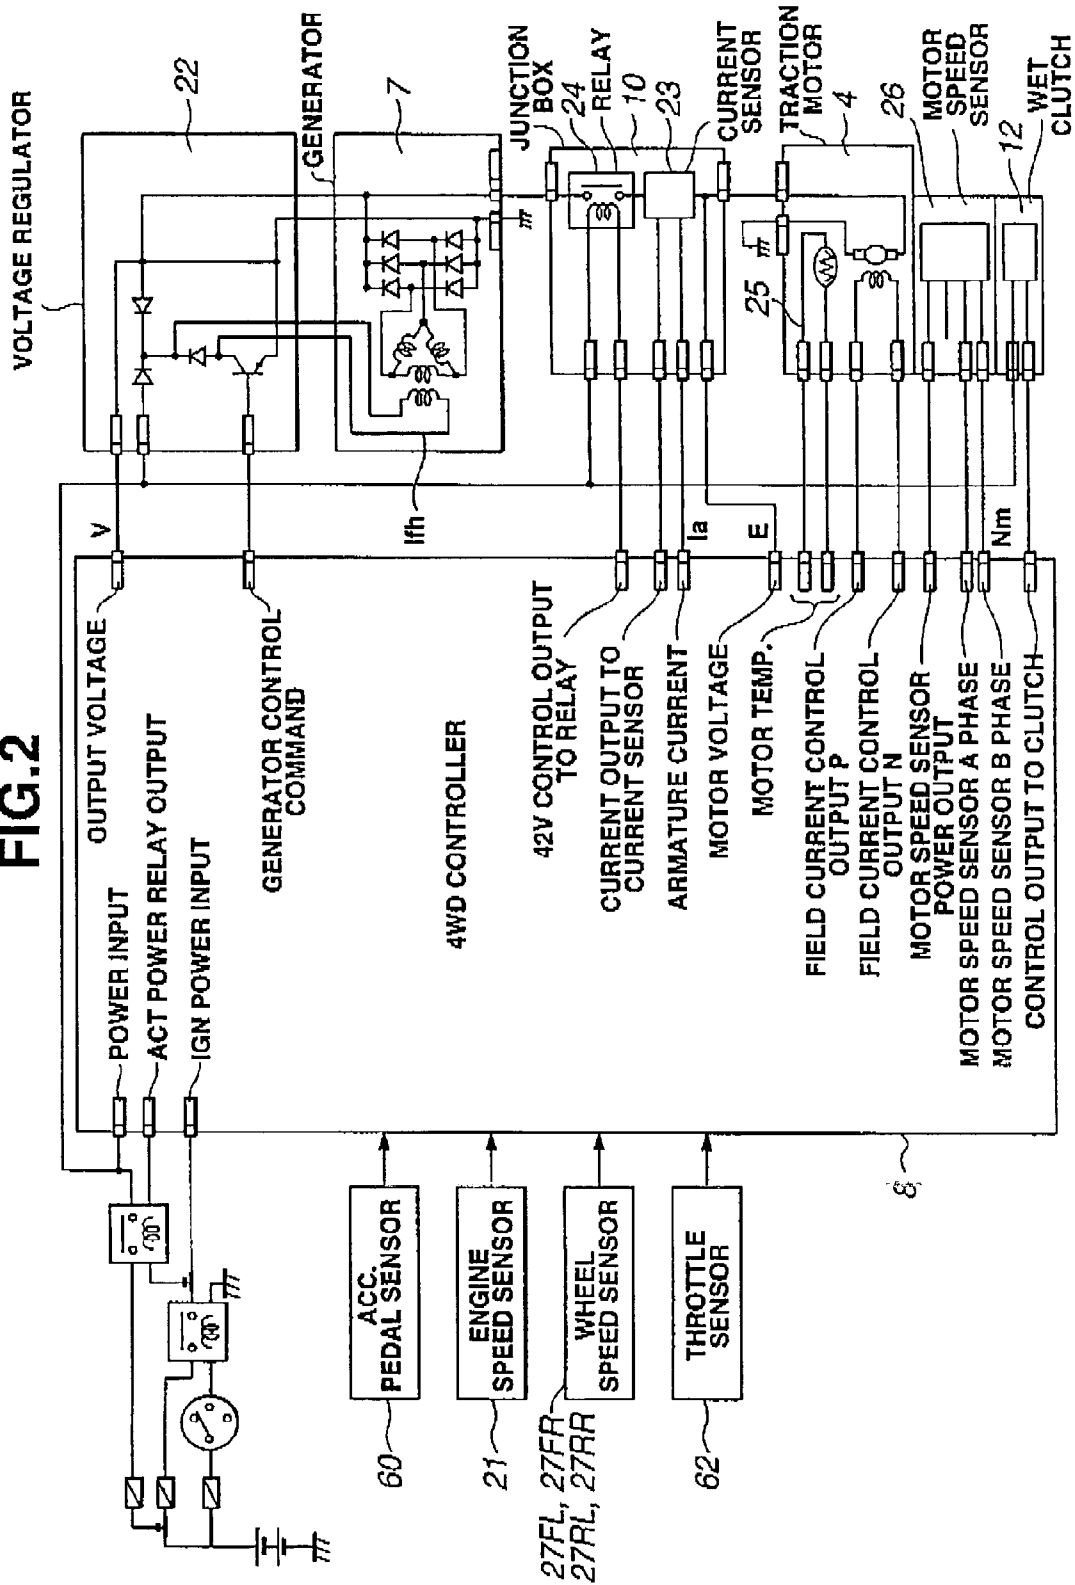 FIG.2
VOLTAGE REGULATOR
22
GENERATOR
7
JUNCTION
BOX
24
RELAY
10
23
CURRENT
SENSOR
TRACTION
MOTOR
4
26
MOTOR
SPEED
SENSOR
12
WET
CLUTCH
25
V
Ifh
Ia
E
Nm
POWER INPUT
ACT POWER RELAY OUTPUT
IGN POWER INPUT
OUTPUT VOLTAGE
GENERATOR CONTROL
COMMAND
4WD CONTROLLER
42V CONTROL OUTPUT
TO RELAY
CURRENT OUTPUT TO
CURRENT SENSOR
ARMATURE CURRENT
MOTOR VOLTAGE
MOTOR TEMP.
FIELD CURRENT CONTROL
OUTPUT P
FIELD CURRENT CONTROL
OUTPUT N
MOTOR SPEED SENSOR
POWER OUTPUT
MOTOR SPEED SENSOR A PHASE
MOTOR SPEED SENSOR B PHASE
CONTROL OUTPUT TO CLUTCH
8
ACC.
PEDAL SENSOR
60
ENGINE
SPEED SENSOR
21
WHEEL
SPEED SENSOR
27FL, 27FR
27RL, 27RR
THROTTLE
SENSOR
62